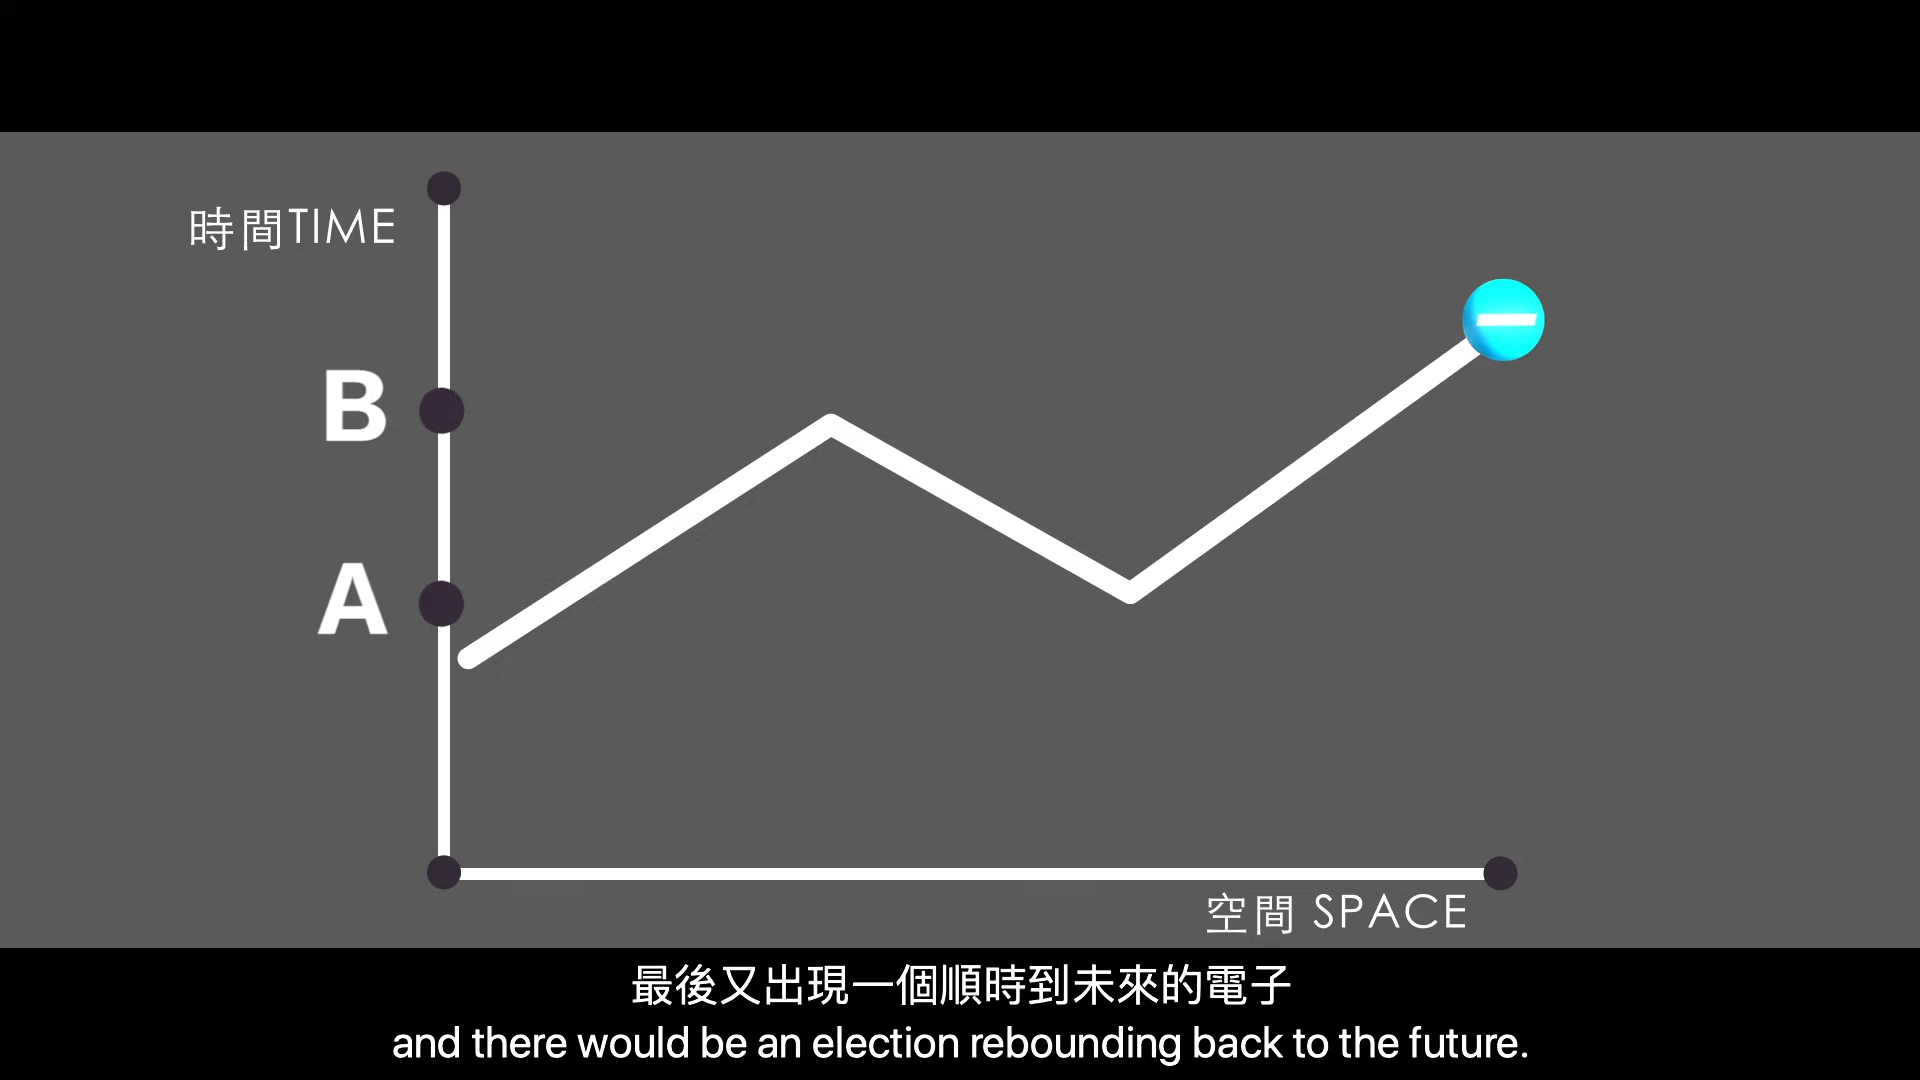 時間TIME
B
A
空間 SPACE
最後又出現一個順時到未來的電子
and there would be an election rebounding back to the future.